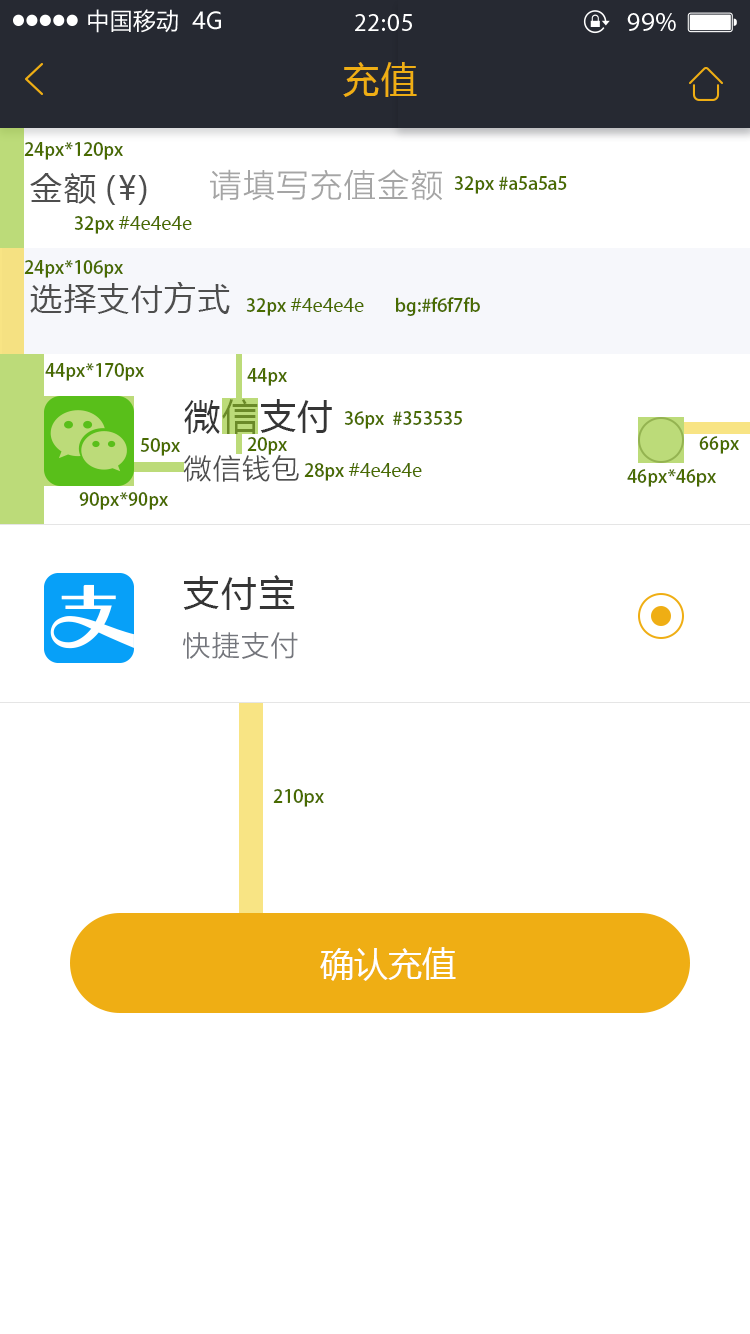 中国移动 4G 22:05 99%
充值
24px*120px
金额 (¥) 请填写充值金额 32px #a5a5a5
32px #4e4e4e
24px*106px
选择支付方式 32px #4e4e4e bg:#f6f7fb
44px*170px 44px
微信支付 36px #353535
50px 20px 66px
微信钱包 28px #4e4e4e 46px*46px
90px*90px
支付宝
支
快捷支付
210px
确认充值